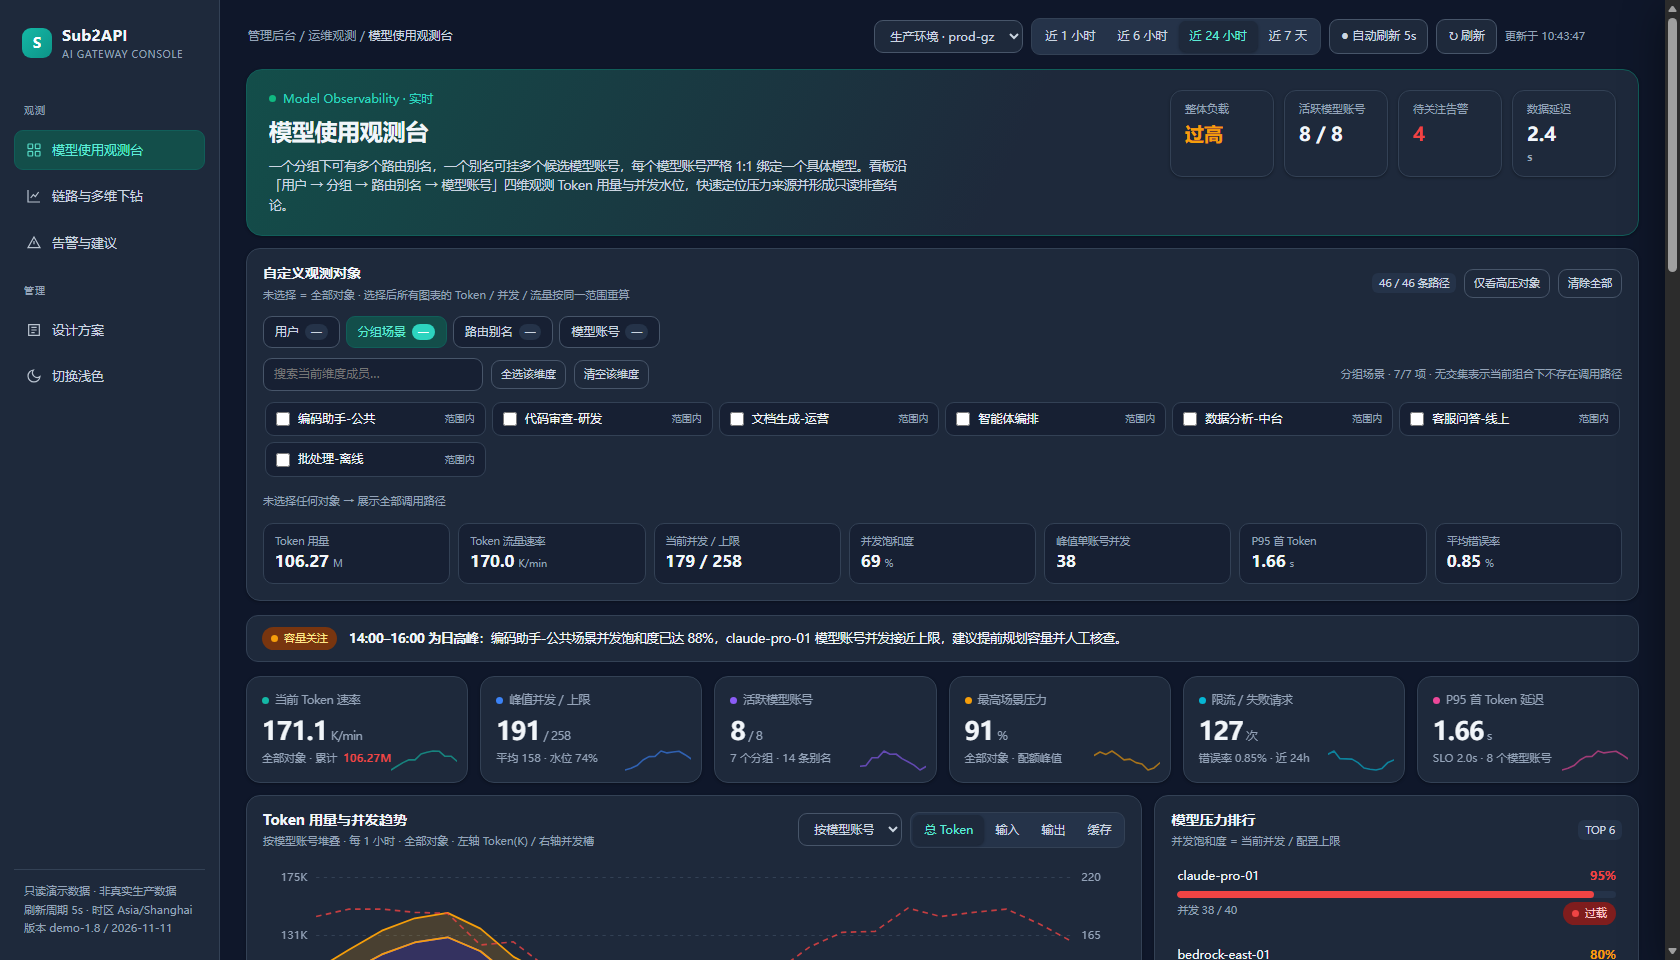 S
Sub2API
AI GATEWAY CONSOLE
观测
模型使用观测台
链路与多维下钻
告警与建议
管理
设计方案
切换浅色
只读演示数据 · 非真实生产数据
刷新周期 5s · 时区 Asia/Shanghai
版本 demo-1.8 / 2026-11-11
管理后台 / 运维观测 / 模型使用观测台
生产环境 · prod-gz
近 1 小时 近 6 小时 近 24 小时 近 7 天
自动刷新 5s
↻ 刷新
更新于 10:43:47
Model Observability · 实时
模型使用观测台
一个分组下可有多个路由别名，一个别名可挂多个候选模型账号，每个模型账号严格 1:1 绑定一个具体模型。看板沿
「用户 → 分组 → 路由别名 → 模型账号」四维观测 Token 用量与并发水位，快速定位压力来源并形成只读排查结
论。
整体负载
过高
活跃模型账号
8 / 8
待关注告警
4
数据延迟
2.4
s
自定义观测对象
未选择 = 全部对象 · 选择后所有图表的 Token / 并发 / 流量按同一范围重算
46 / 46 条路径
仅看高压对象
清除全部
用户 —
分组场景 —
路由别名 —
模型账号 —
搜索当前维度成员...
全选该维度
清空该维度
分组场景 · 7/7 项 · 无交集表示当前组合下不存在调用路径
编码助手-公共 范围内
代码审查-研发 范围内
文档生成-运营 范围内
智能体编排 范围内
数据分析-中台 范围内
客服问答-线上 范围内
批处理-离线 范围内
未选择任何对象 → 展示全部调用路径
Token 用量
106.27 M
Token 流量速率
170.0 K/min
当前并发 / 上限
179 / 258
并发饱和度
69 %
峰值单账号并发
38
P95 首 Token
1.66 s
平均错误率
0.85 %
容量关注
14:00–16:00 为日高峰：编码助手-公共场景并发饱和度已达 88%，claude-pro-01 模型账号并发接近上限，建议提前规划容量并人工核查。
当前 Token 速率
171.1 K/min
全部对象 · 累计 106.27M
峰值并发 / 上限
191 / 258
平均 158 · 水位 74%
活跃模型账号
8 / 8
7 个分组 · 14 条别名
最高场景压力
91 %
全部对象 · 配额峰值
限流 / 失败请求
127 次
错误率 0.85% · 近 24h
P95 首 Token 延迟
1.66 s
SLO 2.0s · 8 个模型账号
Token 用量与并发趋势
按模型账号堆叠 · 每 1 小时 · 全部对象 · 左轴 Token(K) / 右轴并发槽
按模型账号
总 Token 输入 输出 缓存
175K
220
131K
165
模型压力排行
并发饱和度 = 当前并发 / 配置上限
TOP 6
claude-pro-01
95%
并发 38 / 40
过载
bedrock-east-01
80%